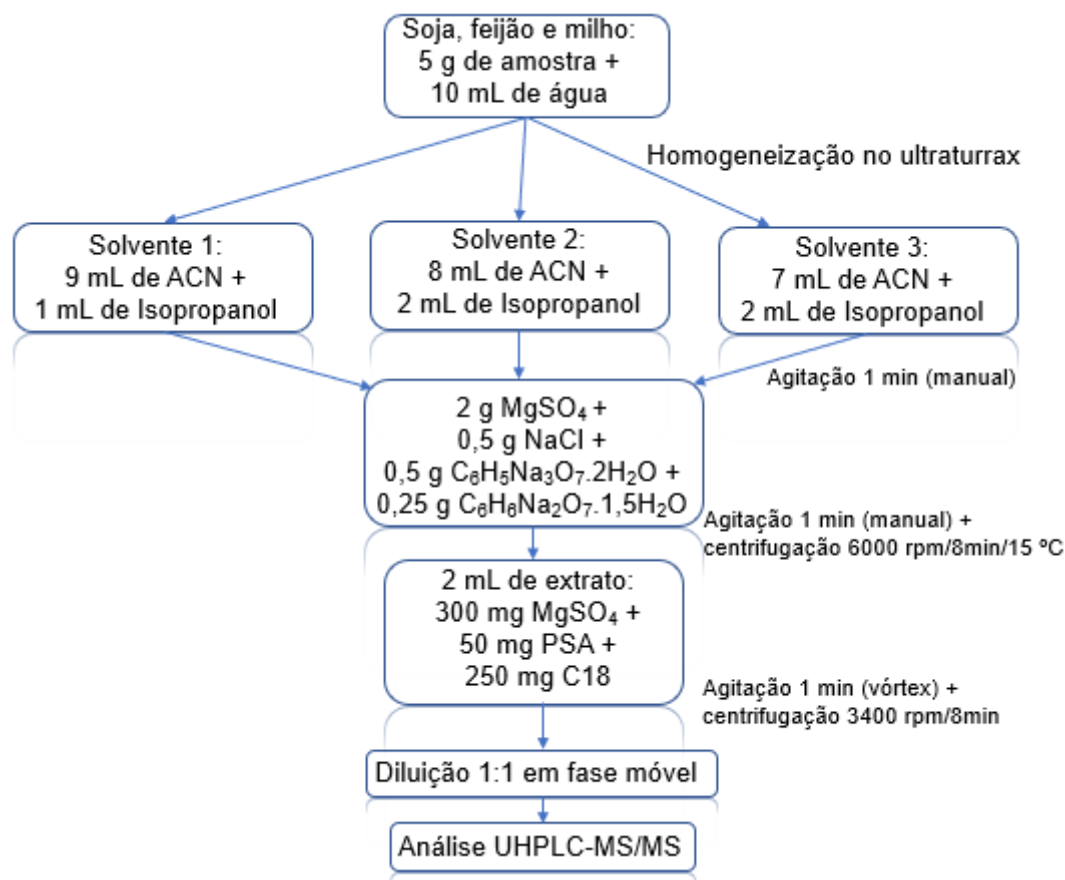 Soja, feijão e milho:
5 g de amostra +
10 mL de água
Homogeneização no ultraturrax
Solvente 1:
9 mL de ACN +
1 mL de Isopropanol
Solvente 2:
8 mL de ACN +
2 mL de Isopropanol
Solvente 3:
7 mL de ACN +
2 mL de Isopropanol
Agitação 1 min (manual)
2 g MgSO₄ +
0,5 g NaCl +
0,5 g C₆H₅Na₃O₇.2H₂O +
0,25 g C₆H₆Na₂O₇.1,5H₂O
Agitação 1 min (manual) +
centrifugação 6000 rpm/8min/15 ºC
2 mL de extrato:
300 mg MgSO₄ +
50 mg PSA +
250 mg C18
Agitação 1 min (vórtex) +
centrifugação 3400 rpm/8min
Diluição 1:1 em fase móvel
Análise UHPLC-MS/MS